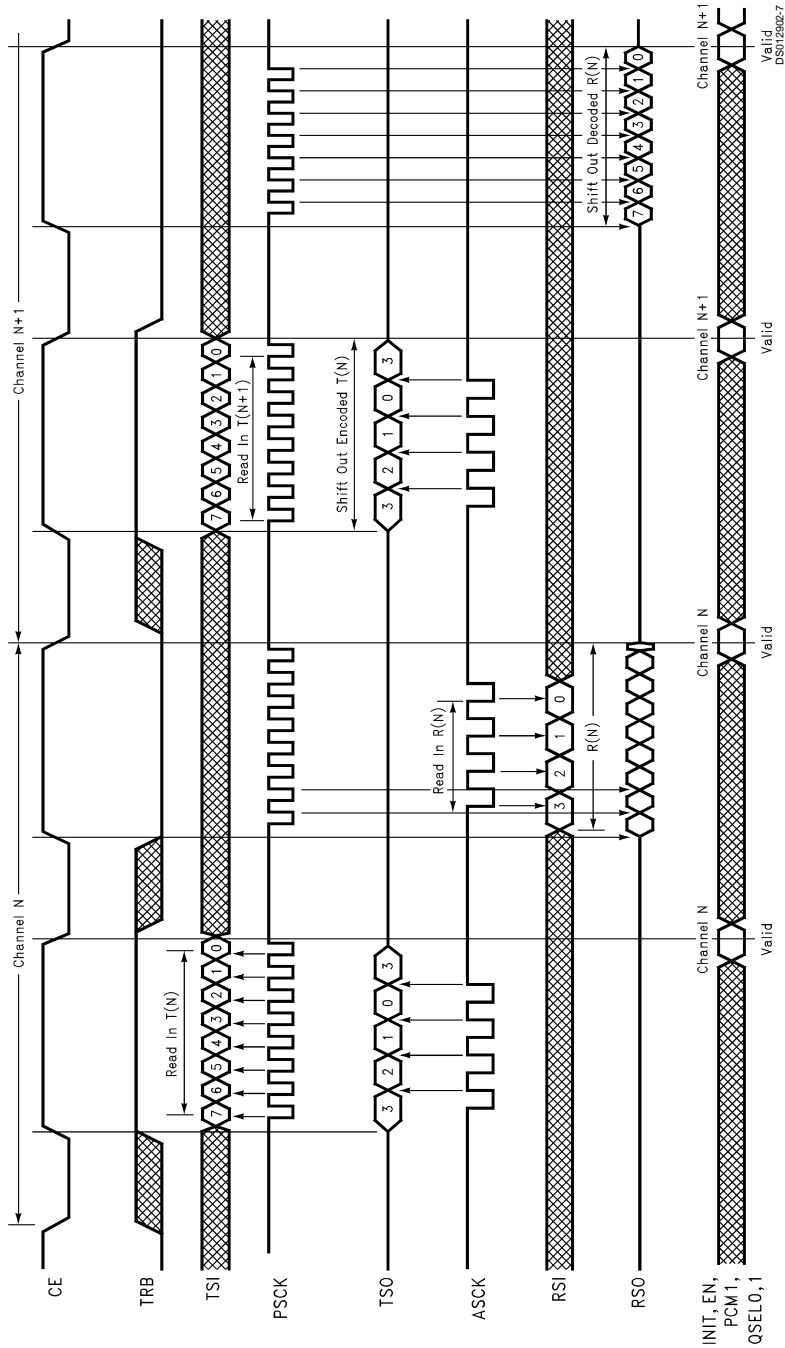 Channel N
Channel N+1
CE
TRB
Read In T(N)
TSI
7 6 5 4 3 2 1 0
7 6 5 4 3 2 1 0
Read In T(N+1)
PSCK
Shift Out Encoded T(N)
TSO
3 2 1 0 3
3 2 1 0 3
ASCK
Read In R(N)
RSI
3 2 1 0
R(N)
Shift Out Decoded R(N)
RSO
7 6 5 4 3 2 1 0
Channel N
Channel N
Channel N+1
Channel N+1
INIT, EN,
PCM1,
QSEL0,1
Valid
Valid
Valid
Valid
DS012902-7